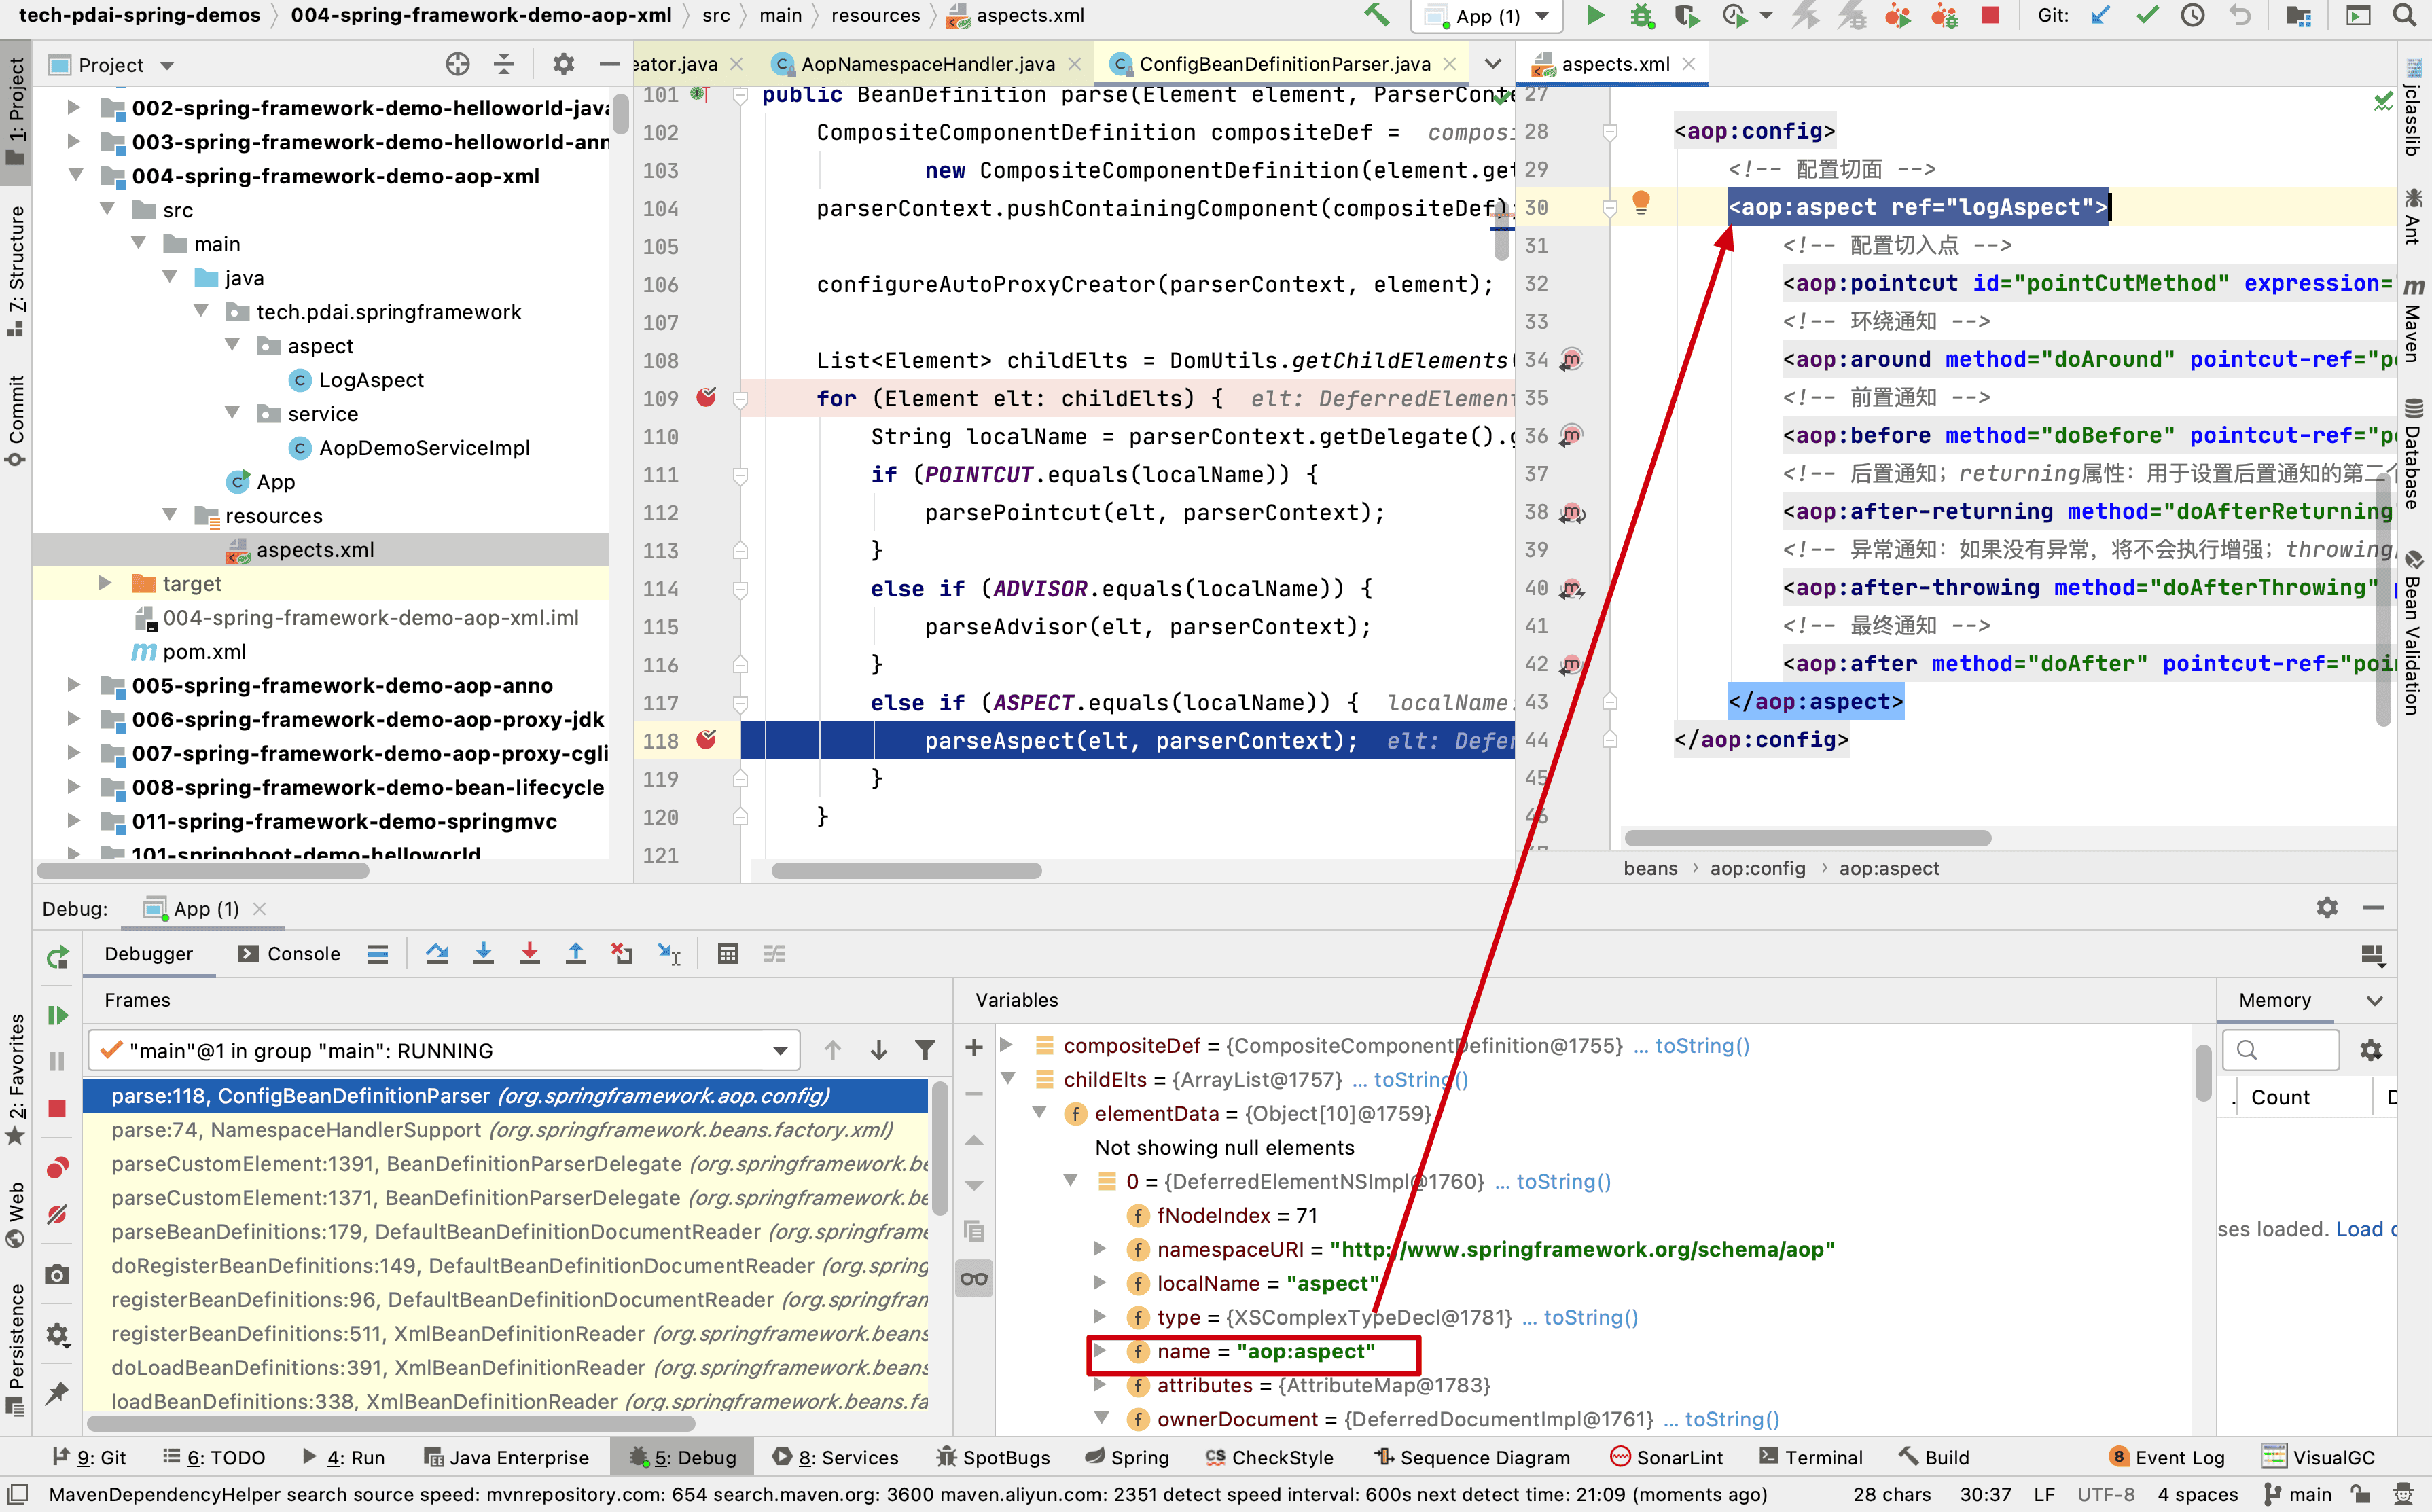 tech-pdai-spring-demos 〉 004-spring-framework-demo-aop-xml 〉 src 〉 main 〉 resources 〉 aspects.xml
App (1)
Git:
Project
1: Project
Z: Structure
Commit
2: Favorites
Web
Persistence
002-spring-framework-demo-helloworld-java
003-spring-framework-demo-helloworld-ann
004-spring-framework-demo-aop-xml
src
main
java
tech.pdai.springframework
aspect
LogAspect
service
AopDemoServiceImpl
App
resources
aspects.xml
target
004-spring-framework-demo-aop-xml.iml
pom.xml
005-spring-framework-demo-aop-anno
006-spring-framework-demo-aop-proxy-jdk
007-spring-framework-demo-aop-proxy-cgli
008-spring-framework-demo-bean-lifecycle
011-spring-framework-demo-springmvc
101-springboot-demo-helloworld
eator.java
AopNamespaceHandler.java
ConfigBeanDefinitionParser.java
aspects.xml
101 public BeanDefinition parse(Element element, ParserConte
102 CompositeComponentDefinition compositeDef = compos
103 new CompositeComponentDefinition(element.get
104 parserContext.pushContainingComponent(compositeDef);
105
106 configureAutoProxyCreator(parserContext, element);
107
108 List<Element> childElts = DomUtils.getChildElements(
109 for (Element elt: childElts) { elt: DeferredElement
110 String localName = parserContext.getDelegate().g
111 if (POINTCUT.equals(localName)) {
112 parsePointcut(elt, parserContext);
113 }
114 else if (ADVISOR.equals(localName)) {
115 parseAdvisor(elt, parserContext);
116 }
117 else if (ASPECT.equals(localName)) { localName:
118 parseAspect(elt, parserContext); elt: Defer
119 }
120 }
121
27
28 <aop:config>
29 <!-- 配置切面 -->
30 <aop:aspect ref="logAspect">
31 <!-- 配置切入点 -->
32 <aop:pointcut id="pointCutMethod" expression=
33 <!-- 环绕通知 -->
34 <aop:around method="doAround" pointcut-ref="po
35 <!-- 前置通知 -->
36 <aop:before method="doBefore" pointcut-ref="po
37 <!-- 后置通知；returning属性：用于设置后置通知的第二个
38 <aop:after-returning method="doAfterReturning
39 <!-- 异常通知：如果没有异常，将不会执行增强；throwing
40 <aop:after-throwing method="doAfterThrowing" p
41 <!-- 最终通知 -->
42 <aop:after method="doAfter" pointcut-ref="poi
43 </aop:aspect>
44 </aop:config>
45
46
beans › aop:config › aop:aspect
jclasslib
Ant
Maven
Database
Bean Validation
Debug:
App (1)
Debugger
Console
Frames
"main"@1 in group "main": RUNNING
parse:118, ConfigBeanDefinitionParser (org.springframework.aop.config)
parse:74, NamespaceHandlerSupport (org.springframework.beans.factory.xml)
parseCustomElement:1391, BeanDefinitionParserDelegate (org.springframework.be
parseCustomElement:1371, BeanDefinitionParserDelegate (org.springframework.be
parseBeanDefinitions:179, DefaultBeanDefinitionDocumentReader (org.springframe
doRegisterBeanDefinitions:149, DefaultBeanDefinitionDocumentReader (org.spring
registerBeanDefinitions:96, DefaultBeanDefinitionDocumentReader (org.springfran
registerBeanDefinitions:511, XmlBeanDefinitionReader (org.springframework.beans
doLoadBeanDefinitions:391, XmlBeanDefinitionReader (org.springframework.beans
loadBeanDefinitions:338, XmlBeanDefinitionReader (org.springframework.beans.fa
Variables
compositeDef = {CompositeComponentDefinition@1755} ... toString()
childElts = {ArrayList@1757} ... toString()
elementData = {Object[10]@1759}
Not showing null elements
0 = {DeferredElementNSImpl@1760} ... toString()
fNodeIndex = 71
namespaceURI = "http://www.springframework.org/schema/aop"
localName = "aspect"
type = {XSComplexTypeDecl@1781} ... toString()
name = "aop:aspect"
attributes = {AttributeMap@1783}
ownerDocument = {DeferredDocumentImpl@1761} ... toString()
Memory
Count
ses loaded. Load c
9: Git
6: TODO
4: Run
Java Enterprise
5: Debug
8: Services
SpotBugs
Spring
CheckStyle
Sequence Diagram
SonarLint
Terminal
Build
8 Event Log
VisualGC
MavenDependencyHelper search source speed: mvnrepository.com: 654 search.maven.org: 3600 maven.aliyun.com: 2351 detect speed interval: 600s next detect time: 21:09 (moments ago)
28 chars 30:37 LF UTF-8 4 spaces main